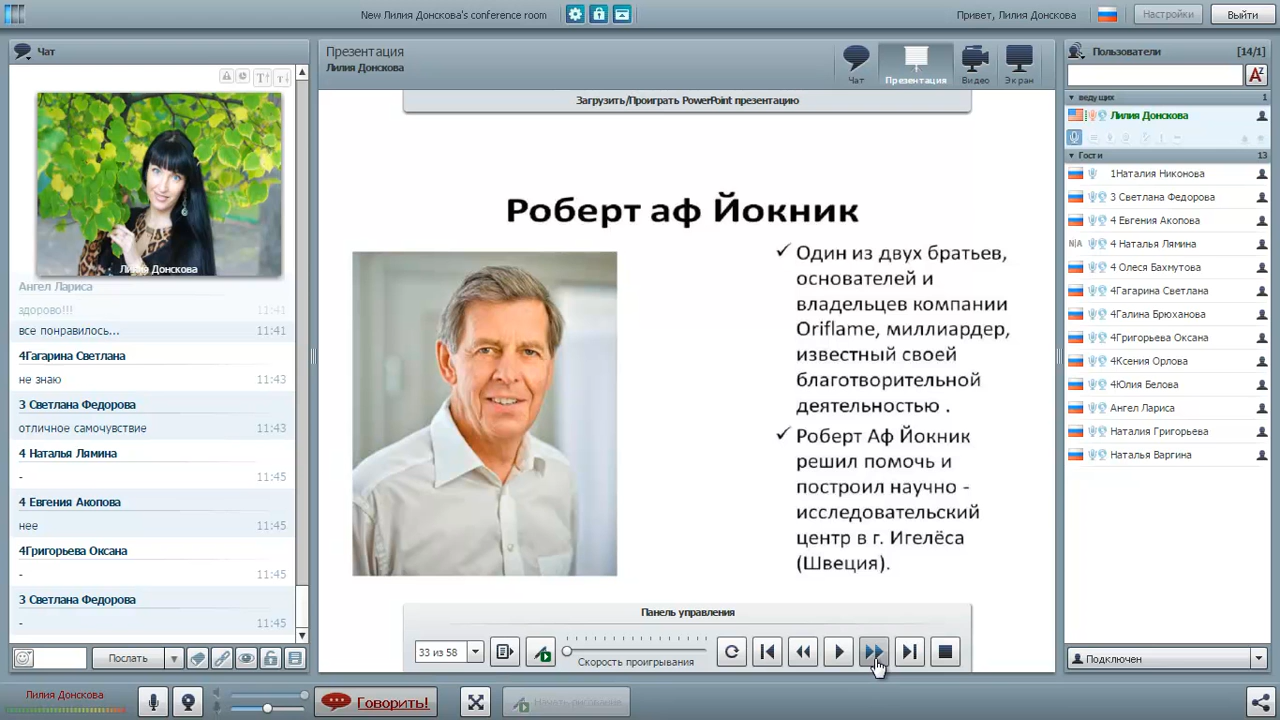 New Лилия Донскова's conference room
Привет, Лилия Донскова
Настройки
Выйти
Чат
Лилия Донскова
Ангел Лариса
здорово!!! 11:41
все понравилось... 11:41
4Гагарина Светлана
не знаю 11:43
3 Светлана Федорова
отличное самочувствие 11:43
4 Наталья Лямина
- 11:45
4 Евгения Акопова
нее 11:45
4Григорьева Оксана
- 11:45
3 Светлана Федорова
- 11:45
Послать
Презентация
Лилия Донскова
Чат
Презентация
Видео
Экран
Загрузить/Проиграть PowerPoint презентацию
Роберт аф Йокник
✓ Один из двух братьев,
основателей и
владельцев компании
Oriflame, миллиардер,
известный своей
благотворительной
деятельностью .
✓ Роберт Аф Йокник
решил помочь и
построил научно -
исследовательский
центр в г. Игелёса
(Швеция).
Панель управления
33 из 58
Скорость проигрывания
Пользователи [14/1]
ведущих 1
Лилия Донскова
Гости 13
1Наталия Никонова
3 Светлана Федорова
4 Евгения Акопова
N/A 4 Наталья Лямина
4 Олеся Бахмутова
4Гагарина Светлана
4Галина Брюханова
4Григорьева Оксана
4Ксения Орлова
4Юлия Белова
Ангел Лариса
Наталия Григорьева
Наталья Варгина
Подключен
Лилия Донскова
Говорить!